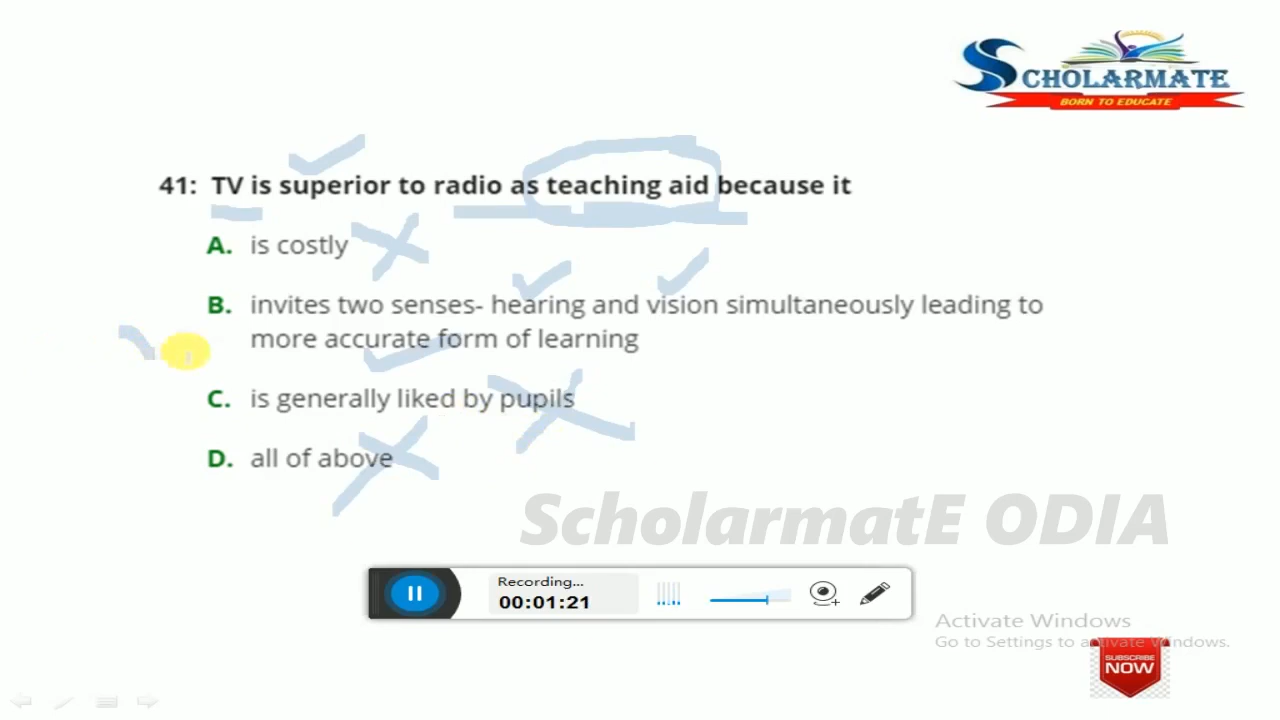 SCHOLARMATE
BORN TO EDUCATE
41: TV is superior to radio as teaching aid because it
A. is costly
B. invites two senses- hearing and vision simultaneously leading to
more accurate form of learning
C. is generally liked by pupils
D. all of above
ScholarmatE ODIA
Recording...
00:01:21
Activate Windows
Go to Settings to activate Windows.
SUBSCRIBE
NOW